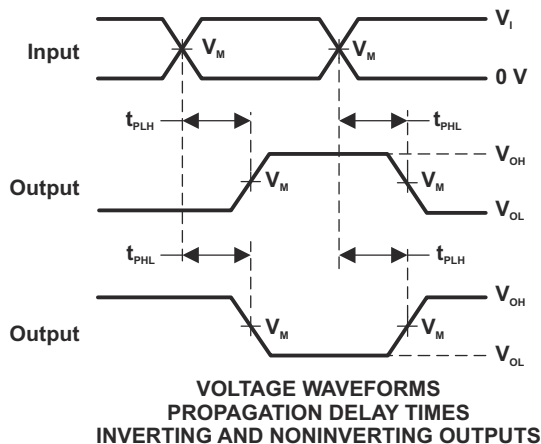 V_I
Input
V_M
V_M
0 V
t_PLH
t_PHL
V_OH
Output
V_M
V_M
V_OL
t_PHL
t_PLH
V_OH
Output
V_M
V_M
V_OL
VOLTAGE WAVEFORMS
PROPAGATION DELAY TIMES
INVERTING AND NONINVERTING OUTPUTS